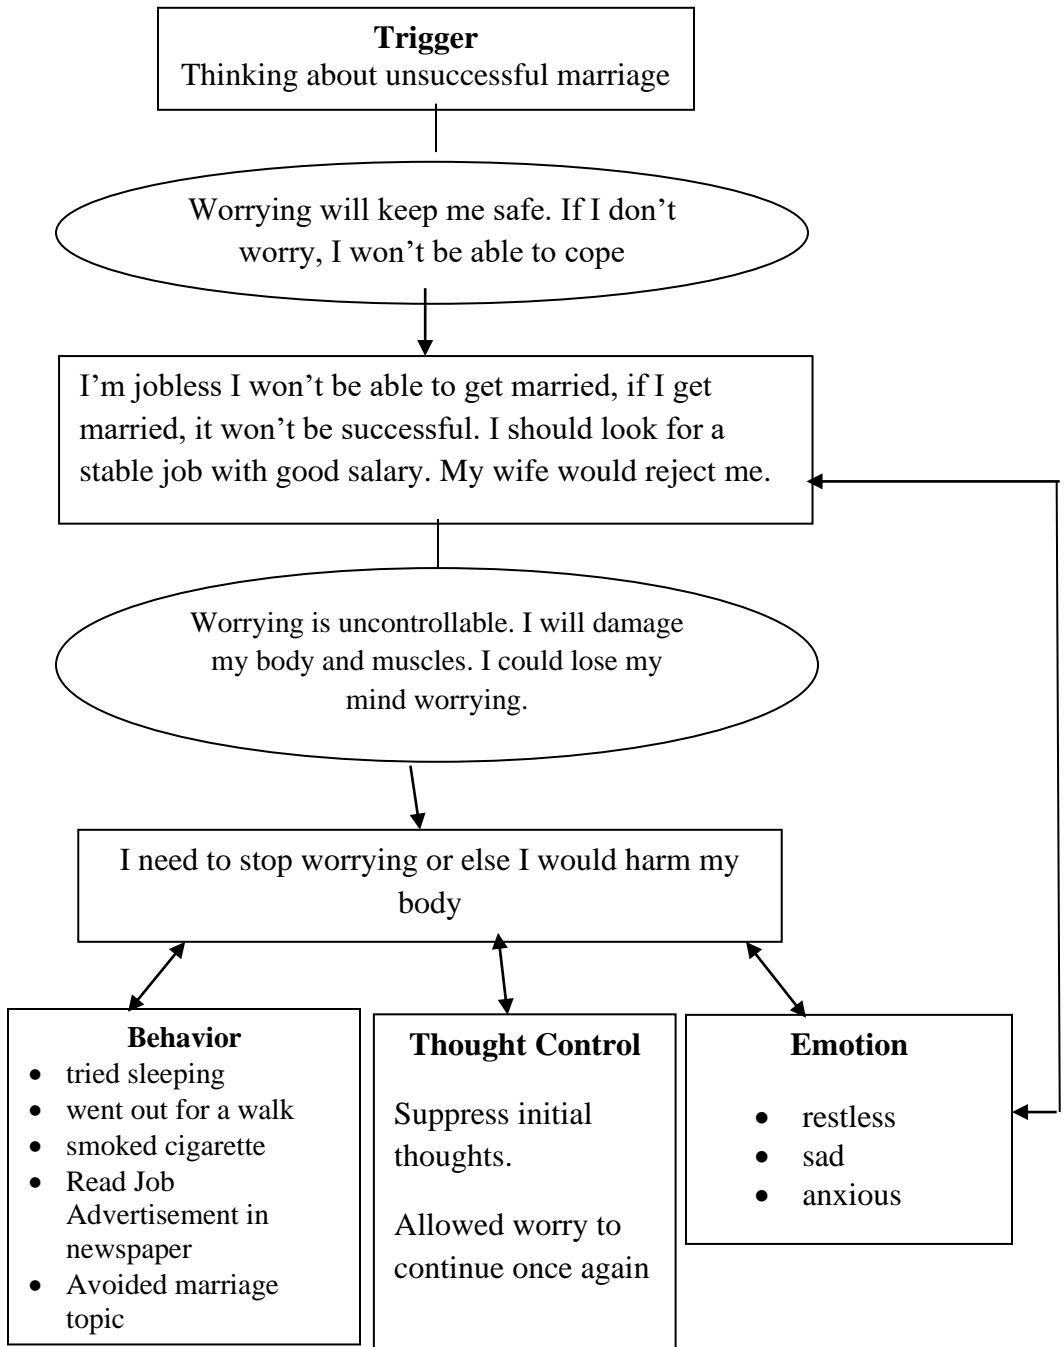 Trigger
Thinking about unsuccessful marriage
Worrying will keep me safe. If I don’t
worry, I won’t be able to cope
I’m jobless I won’t be able to get married, if I get
married, it won’t be successful. I should look for a
stable job with good salary. My wife would reject me.
Worrying is uncontrollable. I will damage
my body and muscles. I could lose my
mind worrying.
I need to stop worrying or else I would harm my
body
Behavior
• tried sleeping
• went out for a walk
• smoked cigarette
• Read Job
Advertisement in
newspaper
• Avoided marriage
topic
Thought Control
Suppress initial
thoughts.
Allowed worry to
continue once again
Emotion
• restless
• sad
• anxious